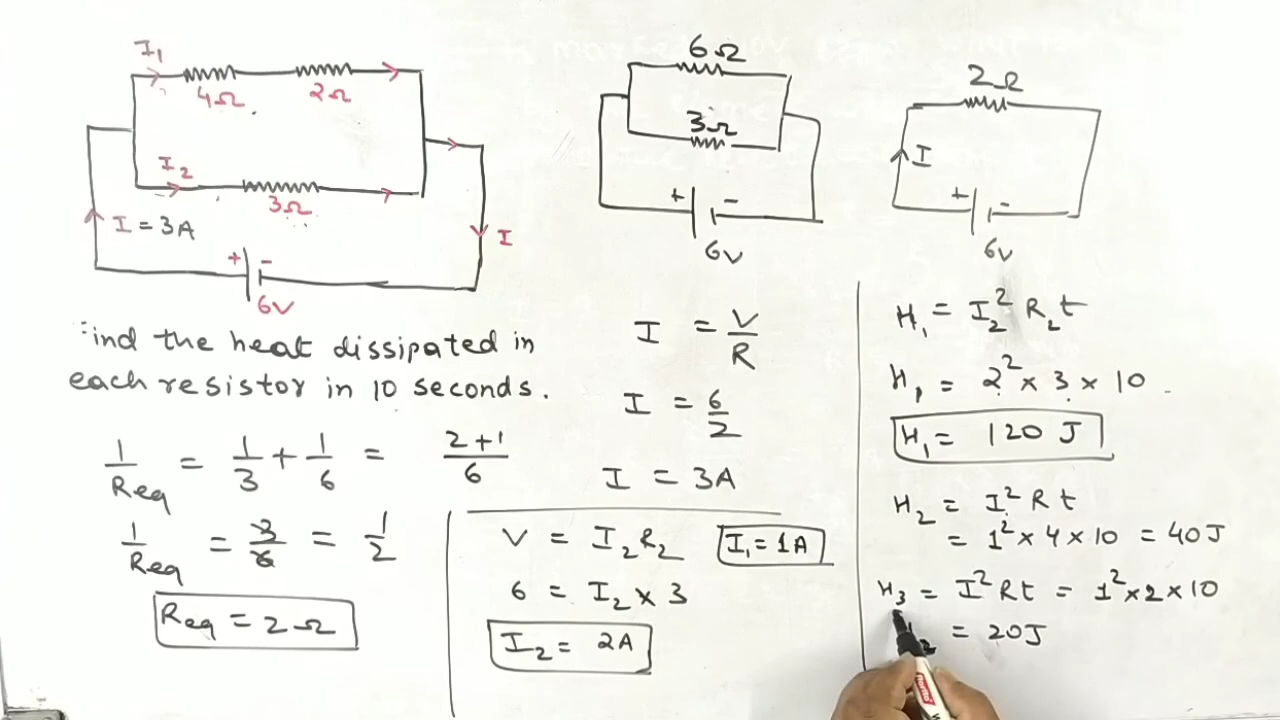 I₁
4Ω 2Ω
I₂
3Ω
I = 3A
I
+ -
6V
6Ω
3Ω
+ -
6V
2Ω
I
+ -
6V
Find the heat dissipated in
each resistor in 10 seconds.
1/Req = 1/3 + 1/6 = 2+1/6
1/Req = 3/6 = 1/2
Req = 2Ω
I = V/R
I = 6/2
I = 3A
V = I₂R₂
I₁ = 1A
6 = I₂ × 3
I₂ = 2A
H₁ = I₂² R₂t
H₁ = 2² × 3 × 10
H₁ = 120 J
H₂ = I² R t
= 1² × 4 × 10 = 40J
H₃ = I² Rt = 1² × 2 × 10
= 20J